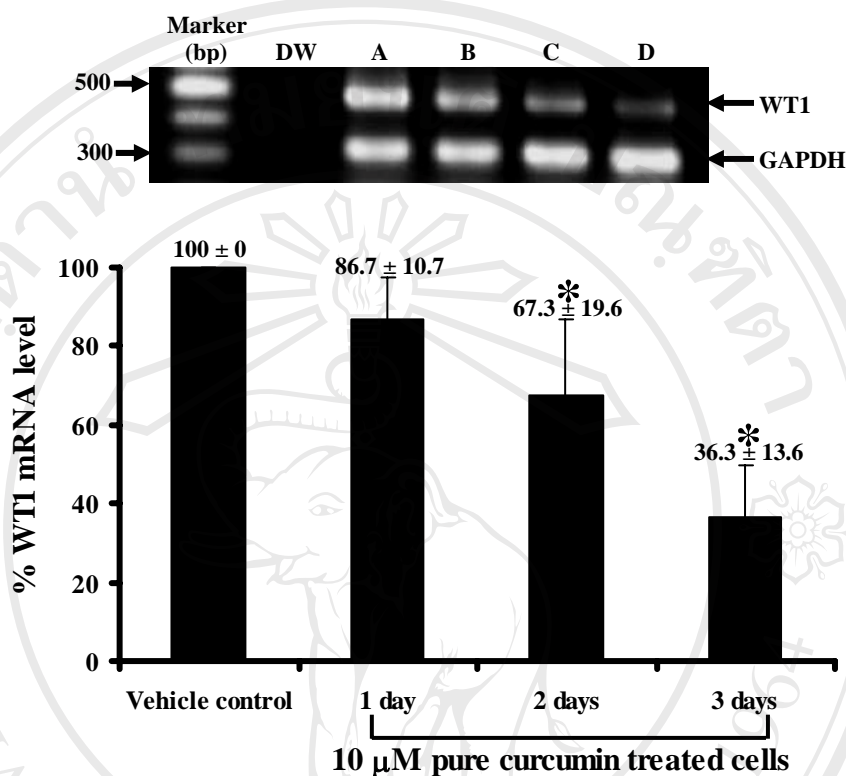 Marker
(bp) DW A B C D
500
WT1
300
GAPDH
% WT1 mRNA level
100
80
60
40
20
0
100 ± 0
86.7 ± 10.7
*
67.3 ± 19.6
*
36.3 ± 13.6
Vehicle control 1 day 2 days 3 days
10 μM pure curcumin treated cells